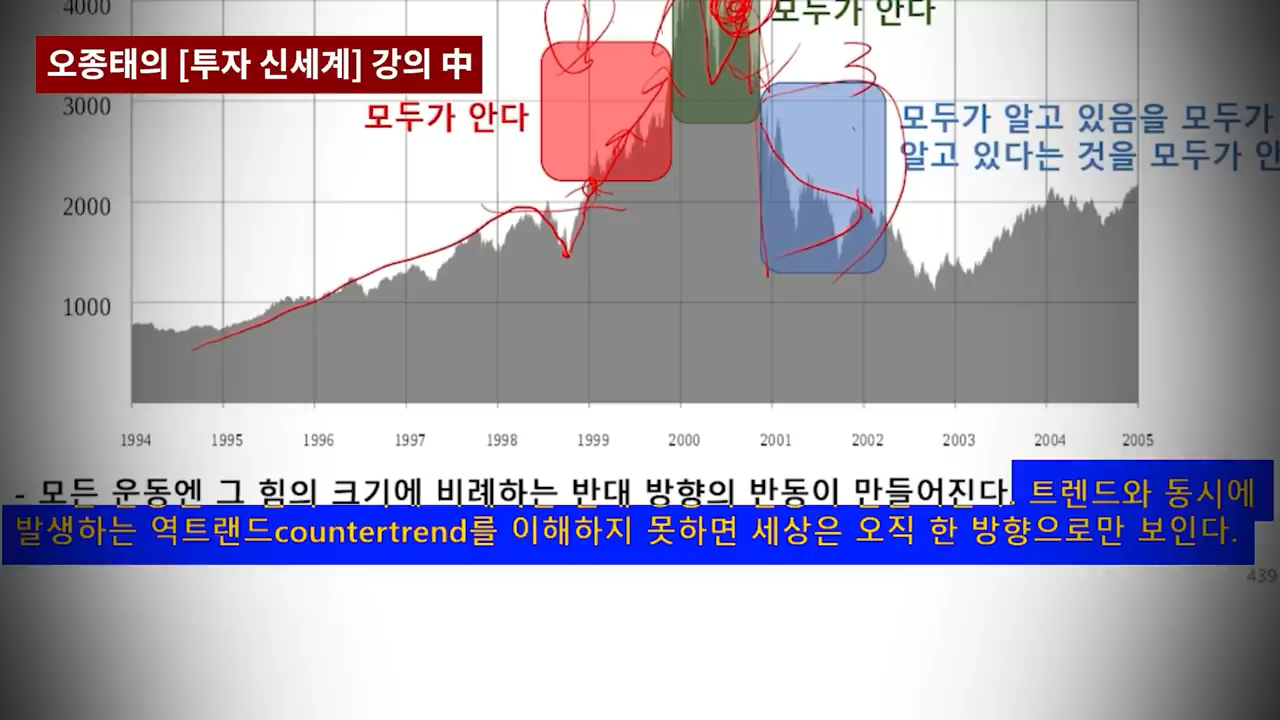 4000
모두가 안다
오종태의 [투자 신세계] 강의 中
3000
모두가 안다
모두가 알고 있음을 모두가
알고 있다는 것을 모두가
2000
1000
1994 1995 1996 1997 1998 1999 2000 2001 2002 2003 2004 2005
- 모든 운동엔 그 힘의 크기에 비례하는 반대 방향의 반동이 만들어진다. 트렌드와 동시에
발생하는 역트랜드countertrend를 이해하지 못하면 세상은 오직 한 방향으로만 보인다.
439